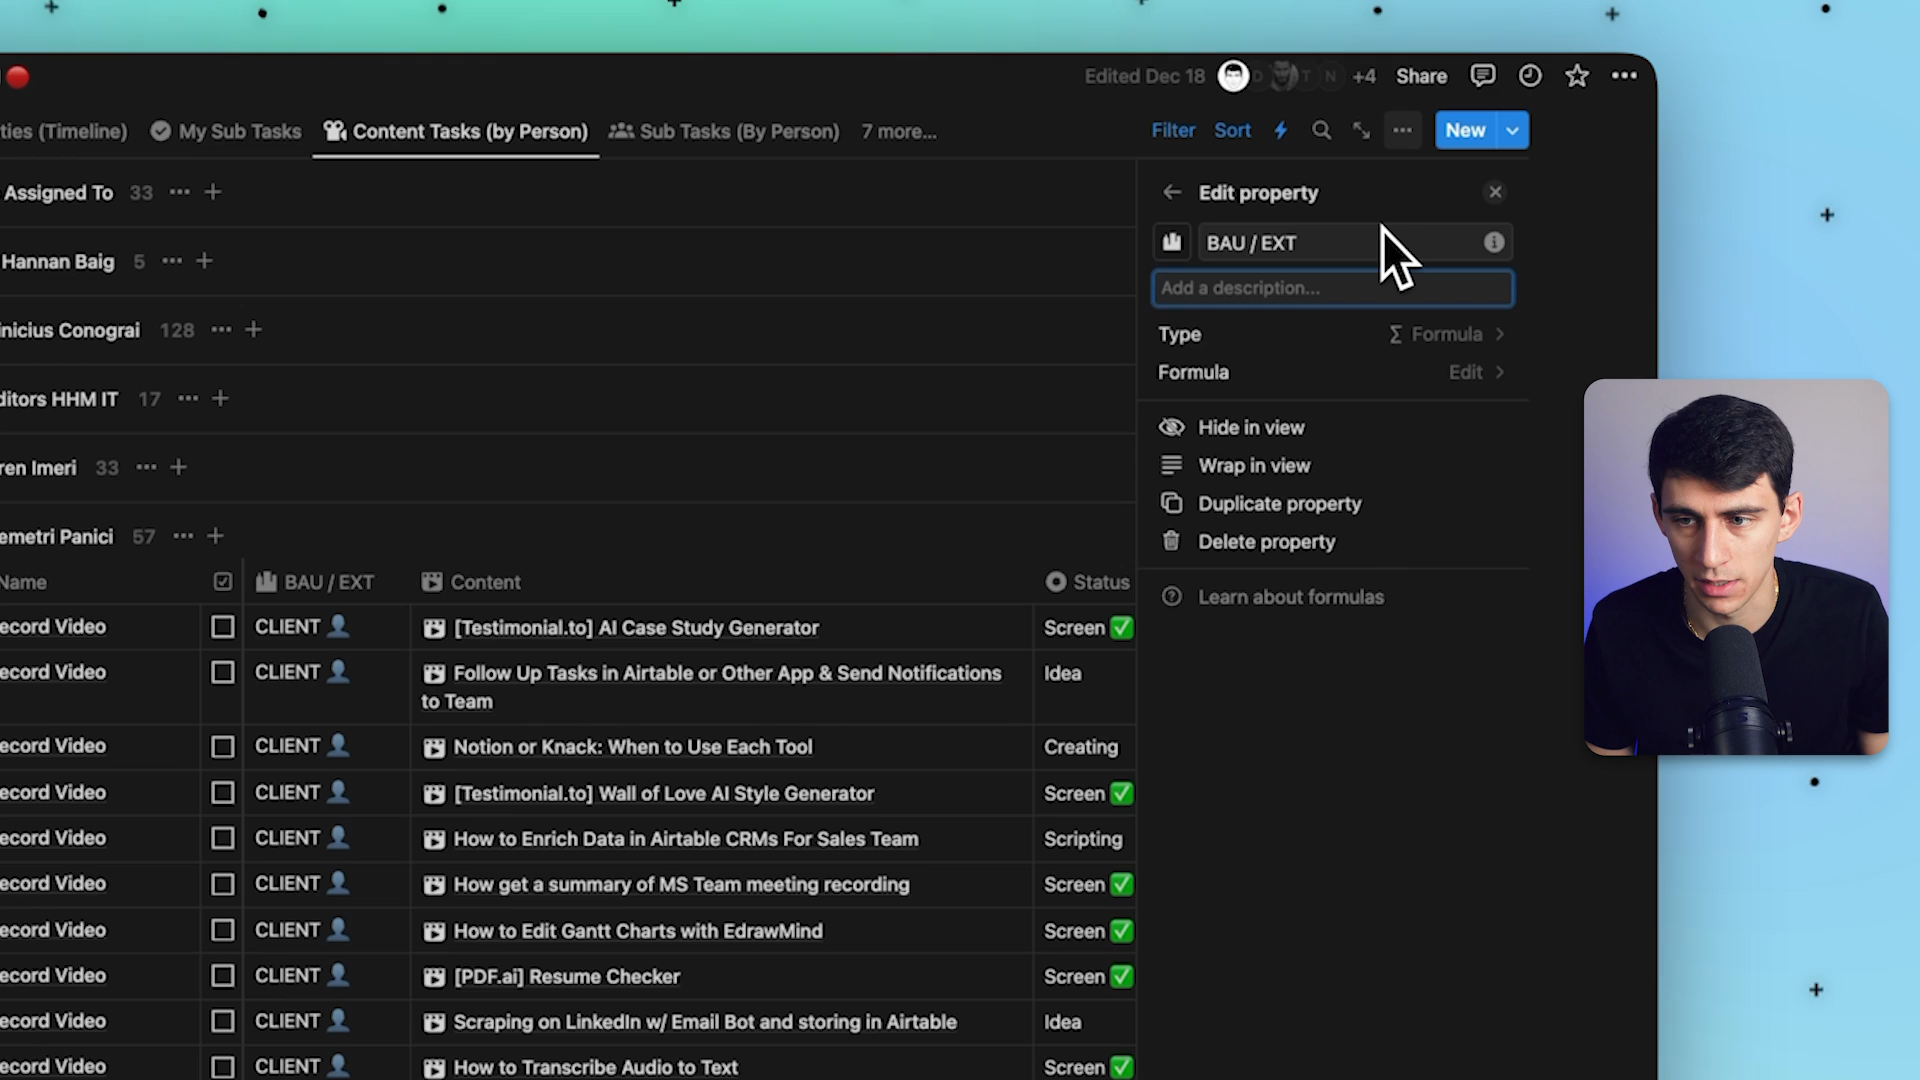 Edited Dec 18 D T N +4 Share
ties (Timeline) My Sub Tasks Content Tasks (by Person) Sub Tasks (By Person) 7 more... Filter Sort New
Assigned To 33 ... +
Hannan Baig 5 ... +
inicius Conograi 128 ... +
ditors HHM IT 17 ... +
ren Imeri 33 ... +
emetri Panici 57 ... +
Name BAU / EXT Content Status
ecord Video CLIENT 👤 [Testimonial.to] AI Case Study Generator Screen ✅
ecord Video CLIENT 👤 Follow Up Tasks in Airtable or Other App & Send Notifications Idea
to Team
ecord Video CLIENT 👤 Notion or Knack: When to Use Each Tool Creating
ecord Video CLIENT 👤 [Testimonial.to] Wall of Love AI Style Generator Screen ✅
ecord Video CLIENT 👤 How to Enrich Data in Airtable CRMs For Sales Team Scripting
ecord Video CLIENT 👤 How get a summary of MS Team meeting recording Screen ✅
ecord Video CLIENT 👤 How to Edit Gantt Charts with EdrawMind Screen ✅
ecord Video CLIENT 👤 [PDF.ai] Resume Checker Screen ✅
ecord Video CLIENT 👤 Scraping on LinkedIn w/ Email Bot and storing in Airtable Idea
ecord Video CLIENT 👤 How to Transcribe Audio to Text Screen ✅
Edit property
BAU / EXT
Add a description...
Type Σ Formula
Formula Edit
Hide in view
Wrap in view
Duplicate property
Delete property
Learn about formulas